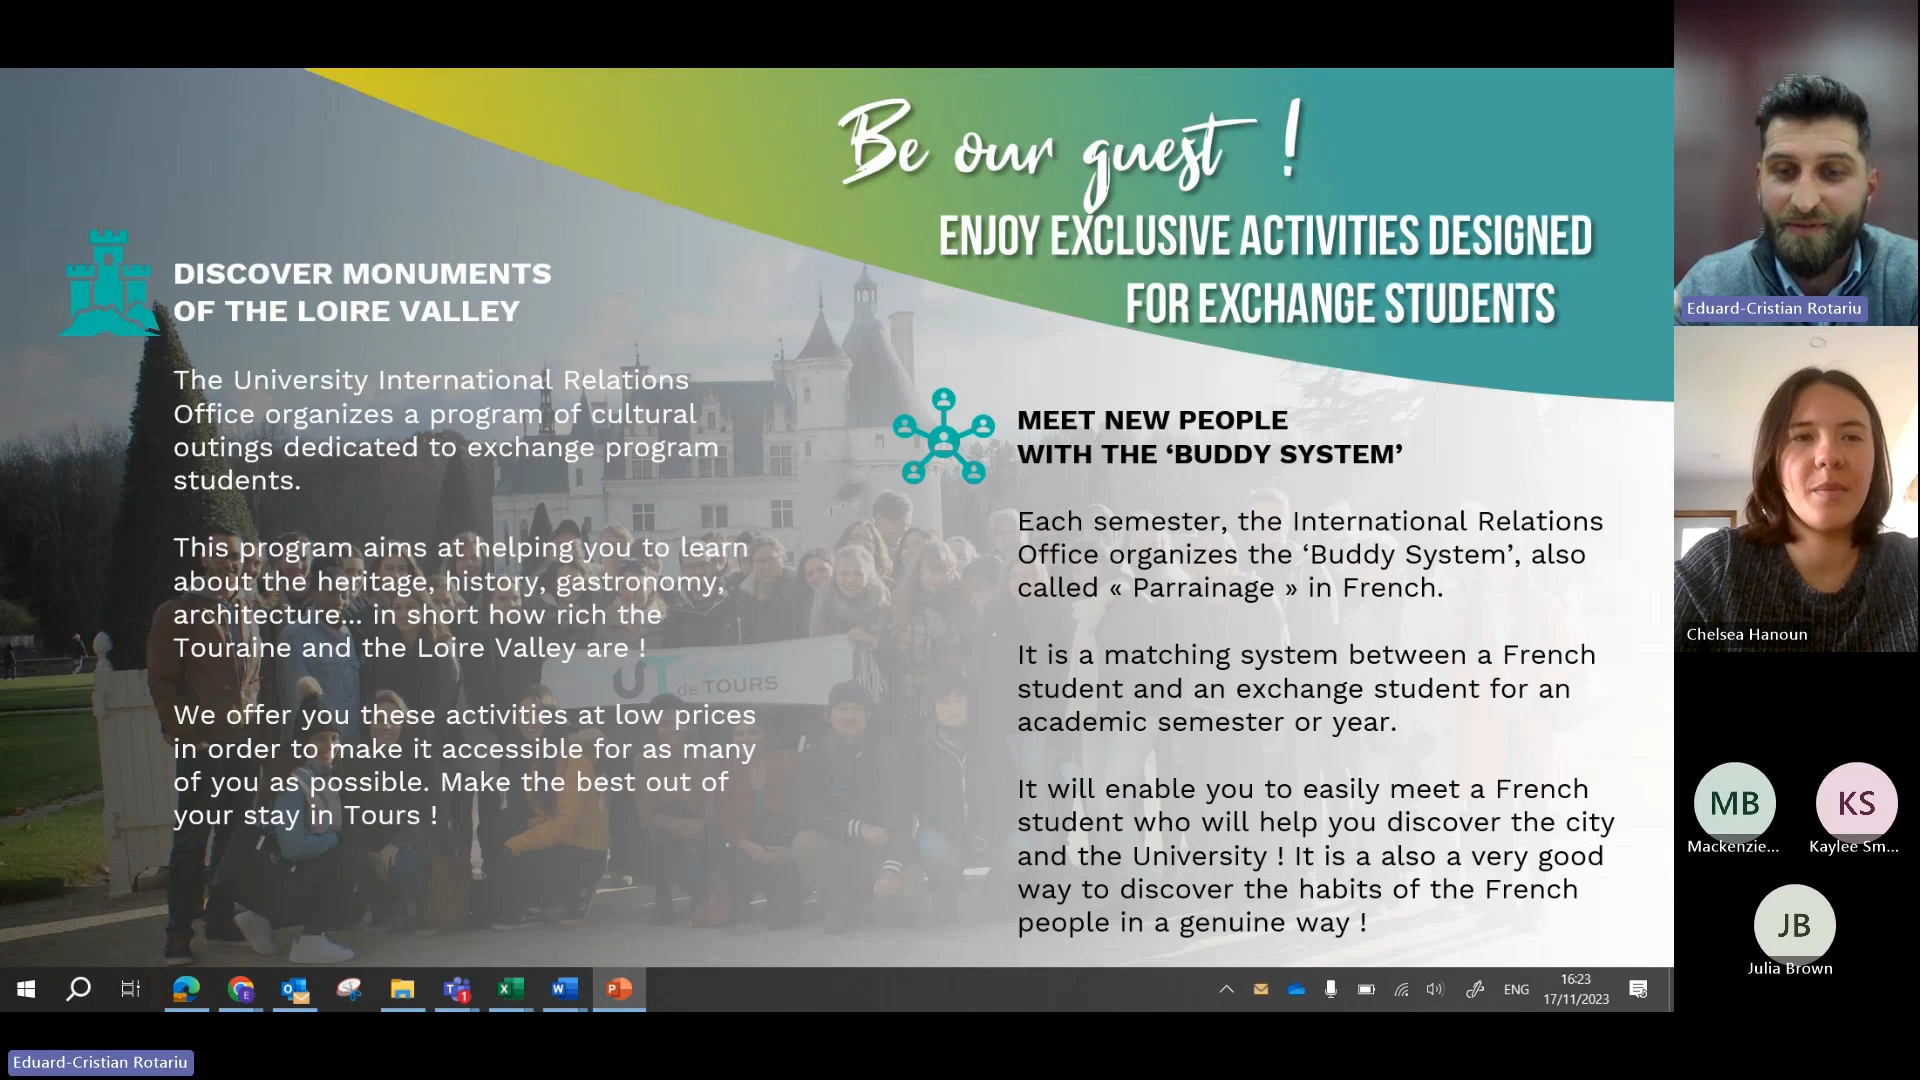 Be our guest !
ENJOY EXCLUSIVE ACTIVITIES DESIGNED
FOR EXCHANGE STUDENTS
DISCOVER MONUMENTS
OF THE LOIRE VALLEY
The University International Relations
Office organizes a program of cultural
outings dedicated to exchange program
students.
This program aims at helping you to learn
about the heritage, history, gastronomy,
architecture... in short how rich the
Touraine and the Loire Valley are !
We offer you these activities at low prices
in order to make it accessible for as many
of you as possible. Make the best out of
your stay in Tours !
de TOURS
MEET NEW PEOPLE
WITH THE ‘BUDDY SYSTEM’
Each semester, the International Relations
Office organizes the ‘Buddy System’, also
called « Parrainage » in French.
It is a matching system between a French
student and an exchange student for an
academic semester or year.
It will enable you to easily meet a French
student who will help you discover the city
and the University ! It is a also a very good
way to discover the habits of the French
people in a genuine way !
Eduard-Cristian Rotariu
Chelsea Hanoun
MB
Mackenzie...
KS
Kaylee Sm...
JB
Julia Brown
ENG
16:23
17/11/2023
Eduard-Cristian Rotariu